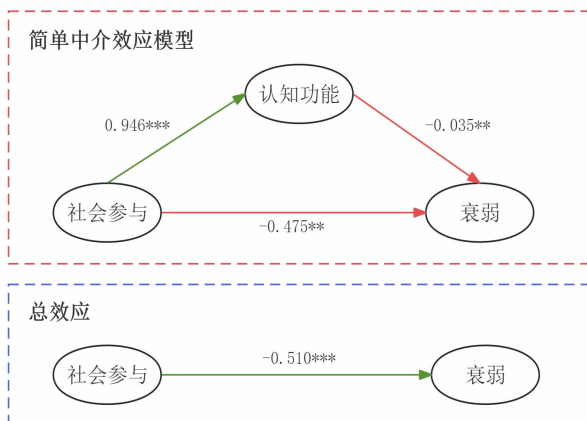 简单中介效应模型
认知功能
0.946***
-0.035**
社会参与
衰弱
-0.475**
总效应
-0.510***
社会参与
衰弱